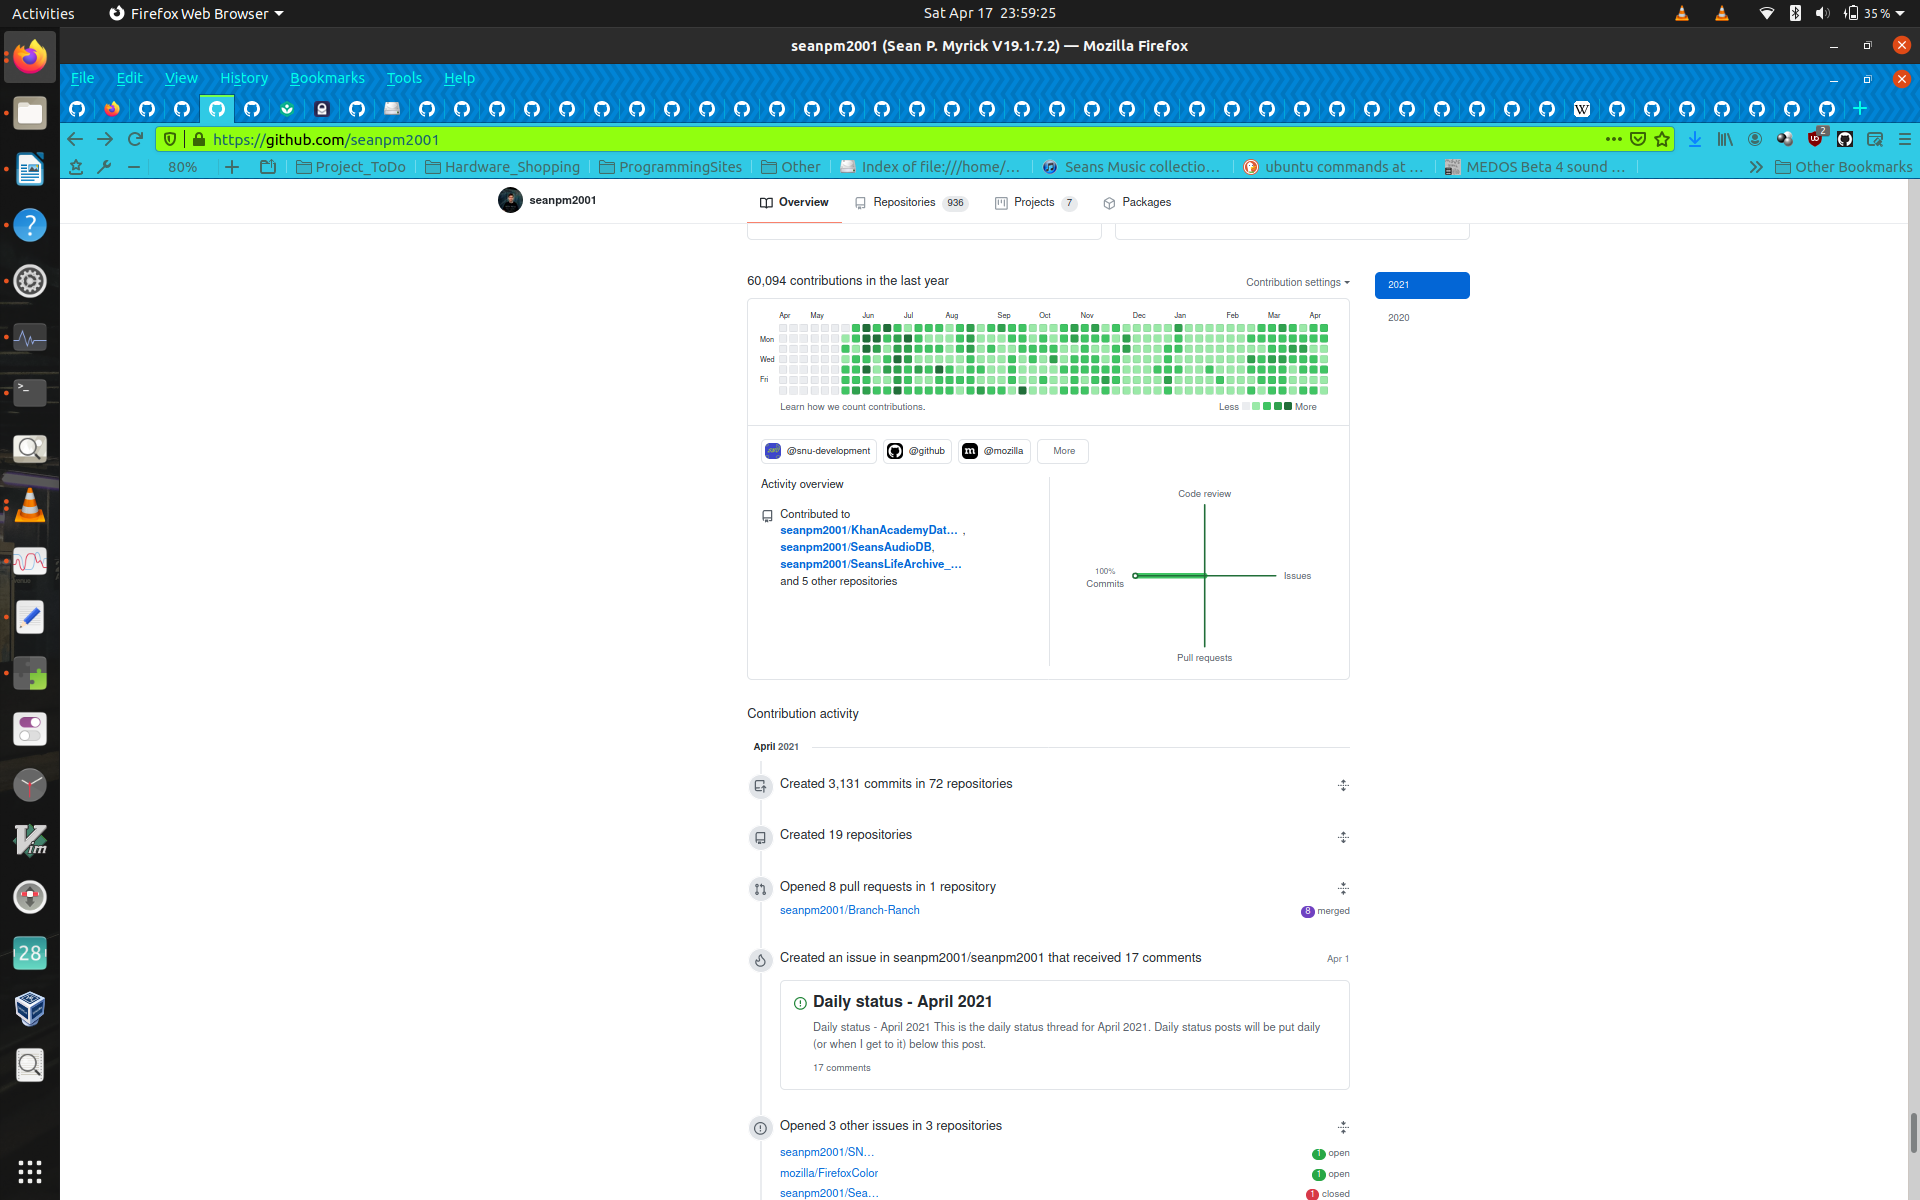 Activities
Firefox Web Browser
Sat Apr 17 23:59:25
35 %
seanpm2001 (Sean P. Myrick V19.1.7.2) — Mozilla Firefox
File Edit View History Bookmarks Tools Help
https://github.com/seanpm2001
2
80%
Project_ToDo
Hardware_Shopping
ProgrammingSites
Other
Index of file:///home/...
Seans Music collectio...
ubuntu commands at ...
MEDOS Beta 4 sound ...
Other Bookmarks
seanpm2001
Overview
Repositories 936
Projects 7
Packages
60,094 contributions in the last year
Contribution settings
2021
2020
Apr May Jun Jul Aug Sep Oct Nov Dec Jan Feb Mar Apr
Mon
Wed
Fri
Learn how we count contributions.
Less More
@snu-development
@github
@mozilla
More
Activity overview
Contributed to
seanpm2001/KhanAcademyDat... ,
seanpm2001/SeansAudioDB,
seanpm2001/SeansLifeArchive_...
and 5 other repositories
Code review
100%
Commits
Issues
Pull requests
Contribution activity
April 2021
Created 3,131 commits in 72 repositories
Created 19 repositories
Opened 8 pull requests in 1 repository
seanpm2001/Branch-Ranch
8 merged
Created an issue in seanpm2001/seanpm2001 that received 17 comments
Apr 1
Daily status - April 2021
Daily status - April 2021 This is the daily status thread for April 2021. Daily status posts will be put daily
(or when I get to it) below this post.
17 comments
Opened 3 other issues in 3 repositories
seanpm2001/SN...
1 open
mozilla/FirefoxColor
1 open
seanpm2001/Sea...
1 closed
28
Vim